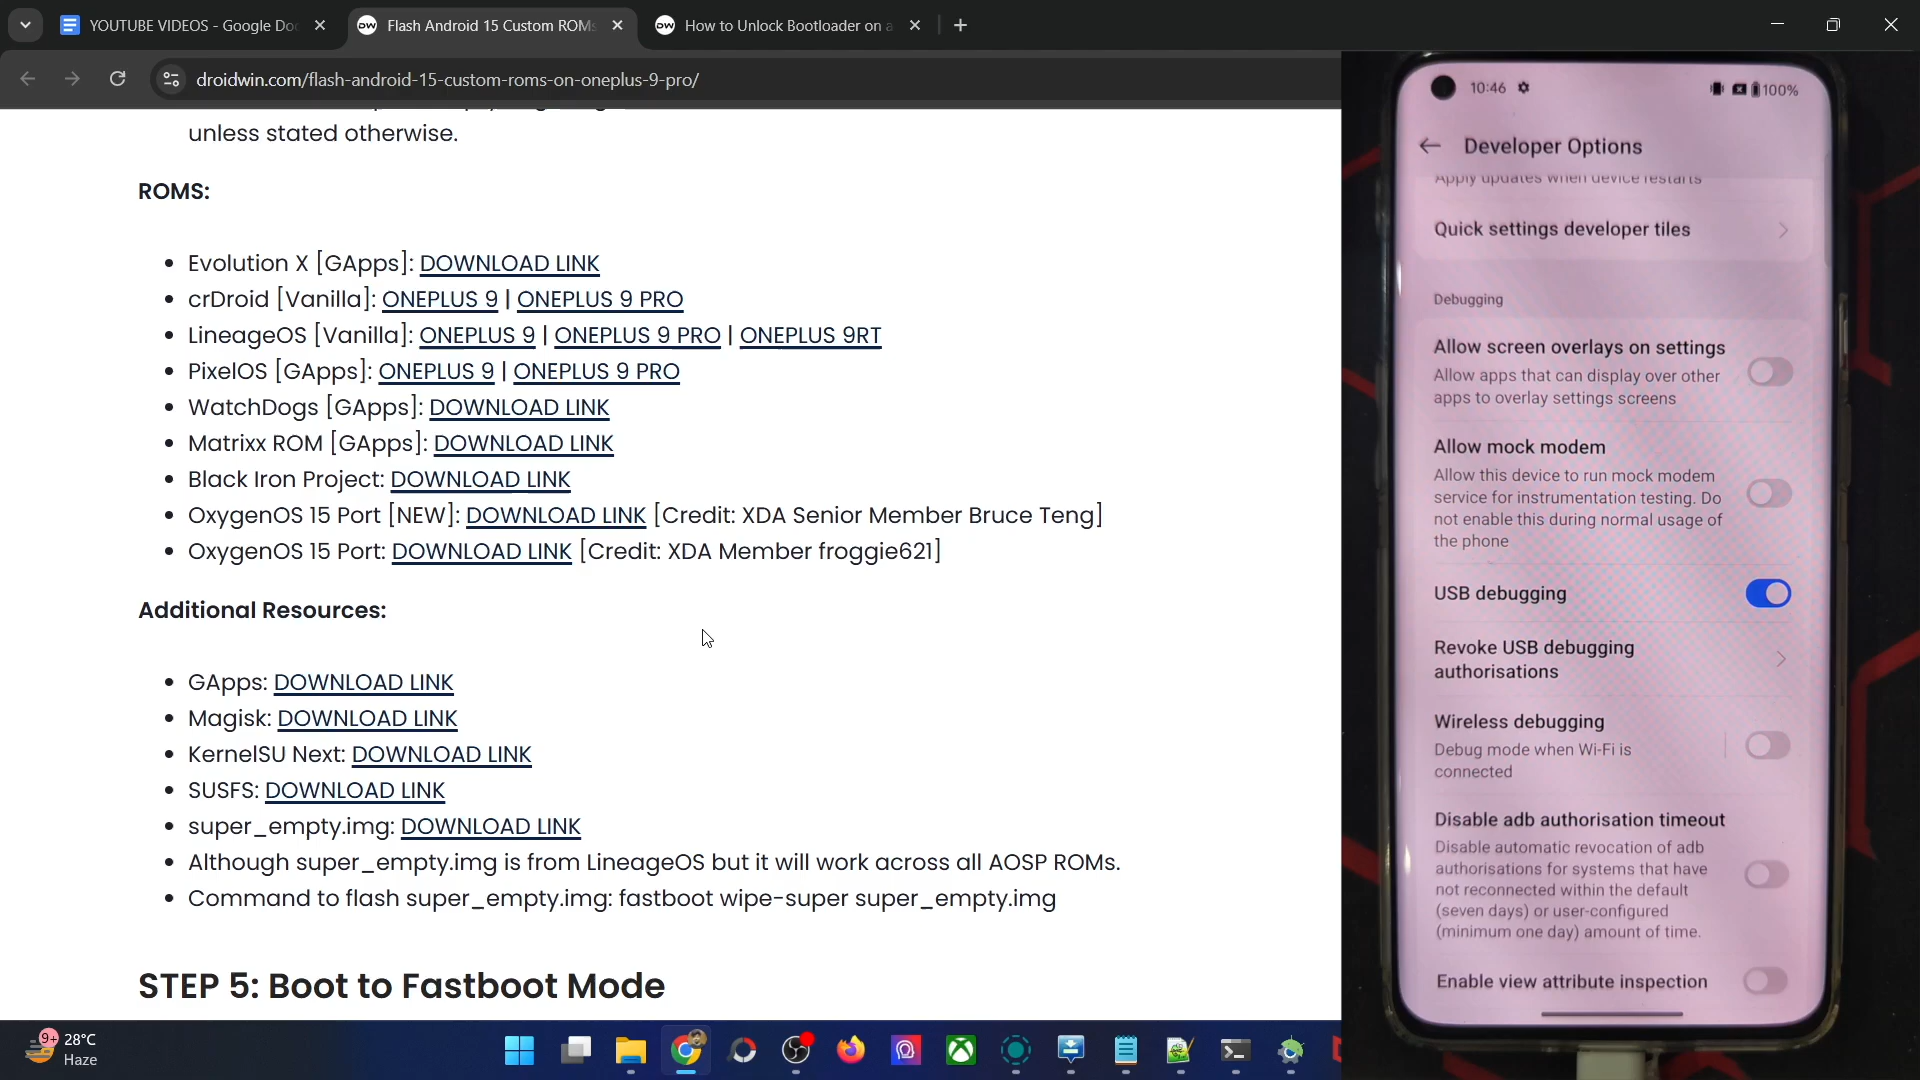 YOUTUBE VIDEOS - Google Do
Flash Android 15 Custom ROMs
How to Unlock Bootloader on a
droidwin.com/flash-android-15-custom-roms-on-oneplus-9-pro/
unless stated otherwise.
ROMS:
Evolution X [GApps]: DOWNLOAD LINK
crDroid [Vanilla]: ONEPLUS 9 | ONEPLUS 9 PRO
LineageOS [Vanilla]: ONEPLUS 9 | ONEPLUS 9 PRO | ONEPLUS 9RT
PixelOS [GApps]: ONEPLUS 9 | ONEPLUS 9 PRO
WatchDogs [GApps]: DOWNLOAD LINK
Matrixx ROM [GApps]: DOWNLOAD LINK
Black Iron Project: DOWNLOAD LINK
OxygenOS 15 Port [NEW]: DOWNLOAD LINK [Credit: XDA Senior Member Bruce Teng]
OxygenOS 15 Port: DOWNLOAD LINK [Credit: XDA Member froggie621]
Additional Resources:
GApps: DOWNLOAD LINK
Magisk: DOWNLOAD LINK
KernelSU Next: DOWNLOAD LINK
SUSFS: DOWNLOAD LINK
super_empty.img: DOWNLOAD LINK
Although super_empty.img is from LineageOS but it will work across all AOSP ROMs.
Command to flash super_empty.img: fastboot wipe-super super_empty.img
STEP 5: Boot to Fastboot Mode
9+
28°C
Haze
10:46
100%
Developer Options
Apply updates when device restarts
Quick settings developer tiles
Debugging
Allow screen overlays on settings
Allow apps that can display over other
apps to overlay settings screens
Allow mock modem
Allow this device to run mock modem
service for instrumentation testing. Do
not enable this during normal usage of
the phone
USB debugging
Revoke USB debugging
authorisations
Wireless debugging
Debug mode when Wi-Fi is
connected
Disable adb authorisation timeout
Disable automatic revocation of adb
authorisations for systems that have
not reconnected within the default
(seven days) or user-configured
(minimum one day) amount of time.
Enable view attribute inspection